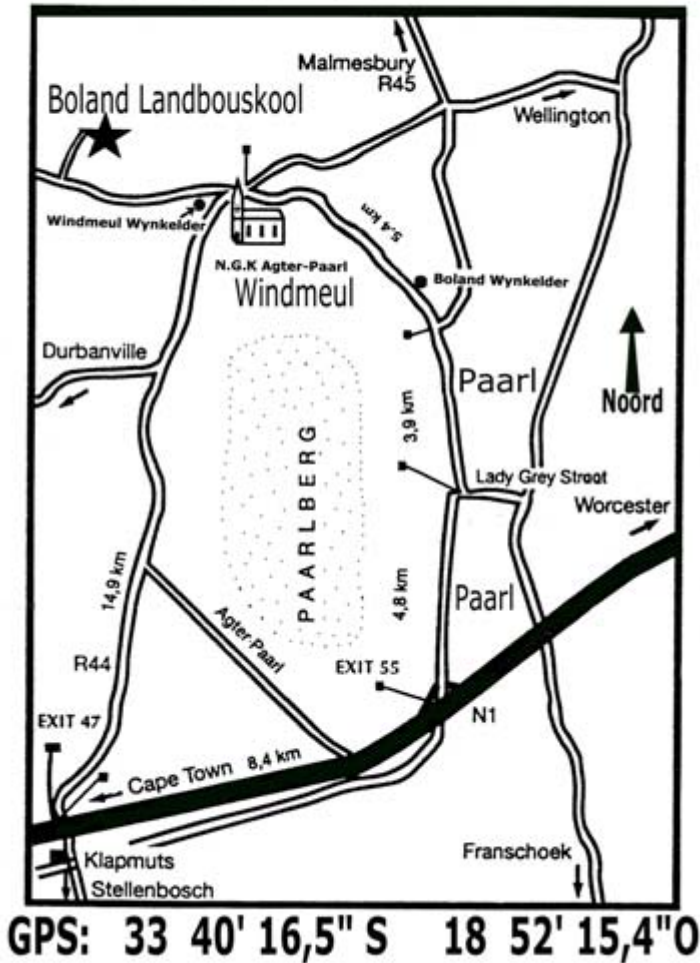 Malmesbury
R45
Boland Landbouskool
Wellington
Windmeul Wynkelder
5,4 km
N.G.K Agter-Paarl
Windmeul
Boland Wynkelder
Durbanville
Paarl
Noord
3,9 km
PAARLBERG
Lady Grey Street
Worcester
14,9 km
4,8 km
Paarl
Agter-Paarl
R44
EXIT 55
EXIT 47
N1
Cape Town 8,4 km
Klapmuts
Franschoek
Stellenbosch
GPS: 33 40' 16,5" S 18 52' 15,4"O